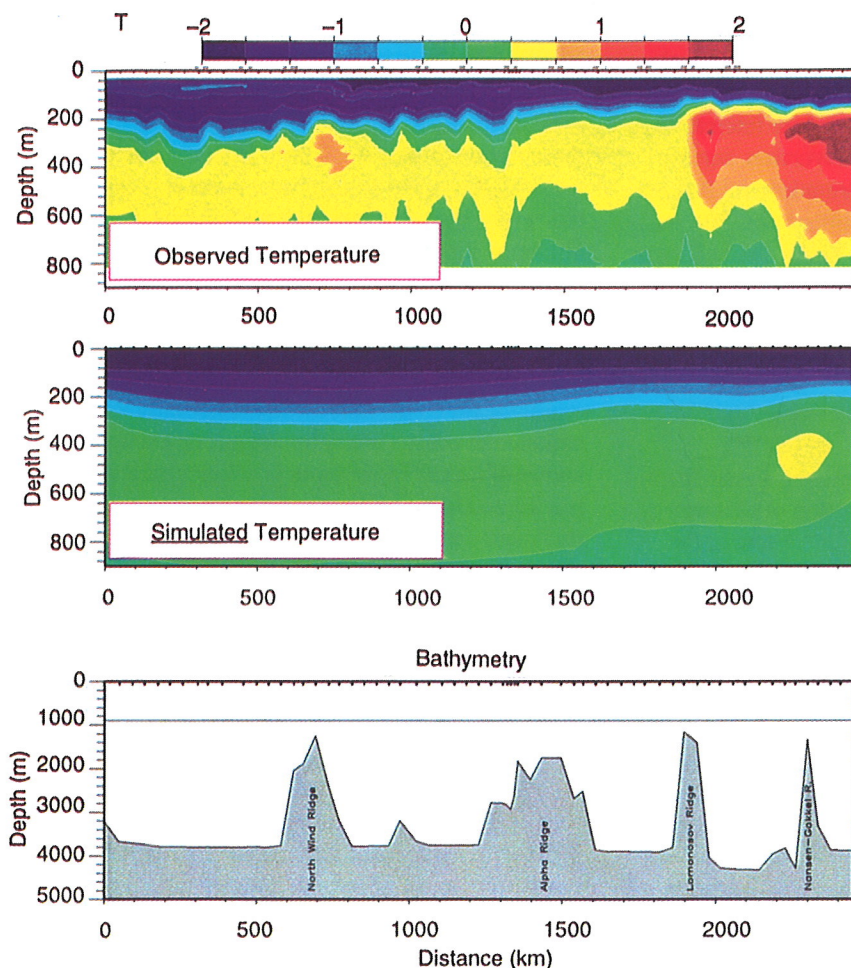 T
−2 −1 0 1 2
0
200
400
600
800
Depth (m)
Observed Temperature
0 500 1000 1500 2000
0
200
400
600
800
Depth (m)
Simulated Temperature
0 500 1000 1500 2000
Bathymetry
0
1000
2000
3000
4000
5000
Depth (m)
North Wind Ridge
Alpha Ridge
Lomonosov Ridge
Nansen-Gakkel R.
0 500 1000 1500 2000
Distance (km)